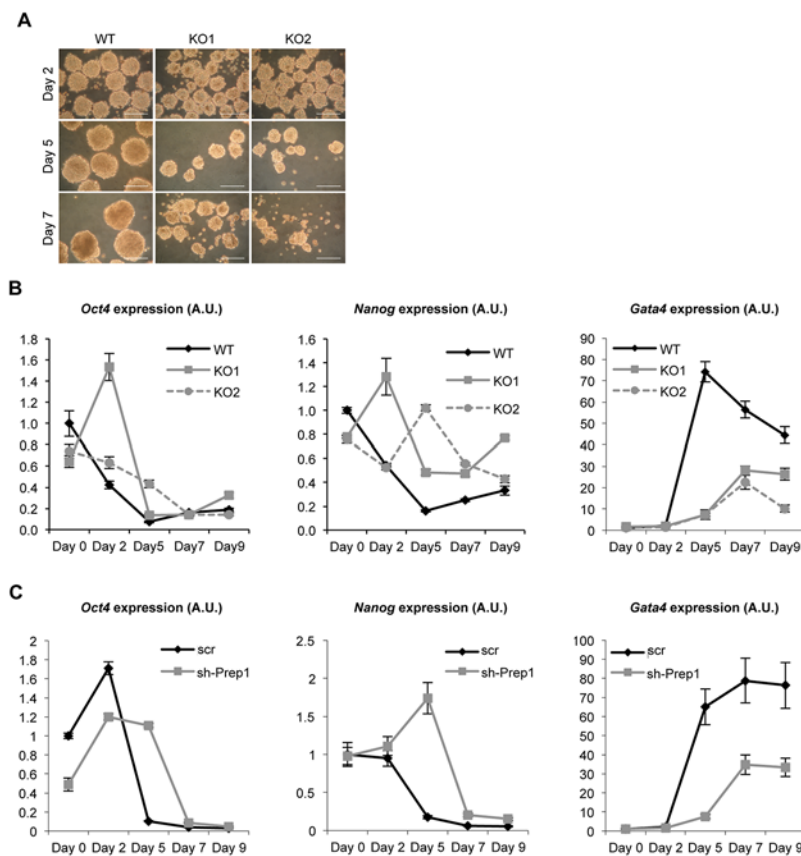 A
WT KO1 KO2
Day 2
Day 5
Day 7
B
Oct4 expression (A.U.)
1.8
1.6
1.4
1.2
1.0
0.8
0.6
0.4
0.2
0.0
WT
KO1
KO2
Day 0 Day 2 Day5 Day7 Day9
Nanog expression (A.U.)
1.6
1.4
1.2
1.0
0.8
0.6
0.4
0.2
0.0
WT
KO1
KO2
Day 0 Day 2 Day5 Day7 Day9
Gata4 expression (A.U.)
90
80
70
60
50
40
30
20
10
0
WT
KO1
KO2
Day 0 Day 2 Day5 Day7 Day9
C
Oct4 expression (A.U.)
2
1.8
1.6
1.4
1.2
1
0.8
0.6
0.4
0.2
0
scr
sh-Prep1
Day 0 Day 2 Day 5 Day 7 Day 9
Nanog expression (A.U.)
2.5
2
1.5
1
0.5
0
scr
sh-Prep1
Day 0 Day 2 Day 5 Day 7 Day 9
Gata4 expression (A.U.)
100
90
80
70
60
50
40
30
20
10
0
scr
sh-Prep1
Day 0 Day 2 Day 5 Day 7 Day 9